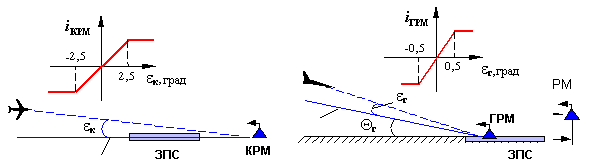 iКРМ
-2,5
2,5
εк,град
εк
ЗПС
КРМ
iГРМ
-0,5
0,5
εг,град
εг
Θг
ГРМ
ЗПС
РМ